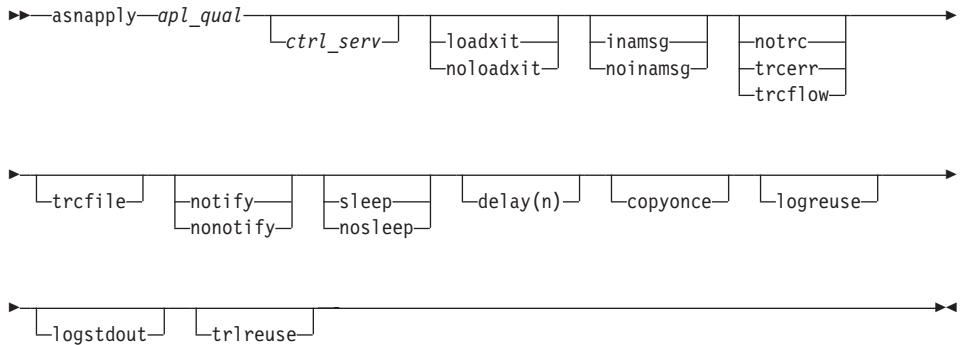 asnapply apl_qual
ctrl_serv loadxit inamsg notrc
noloadxit noinamsg trcerr
trcflow
trcfile notify sleep delay(n) copyonce logreuse
nonotify nosleep
logstdout trlreuse